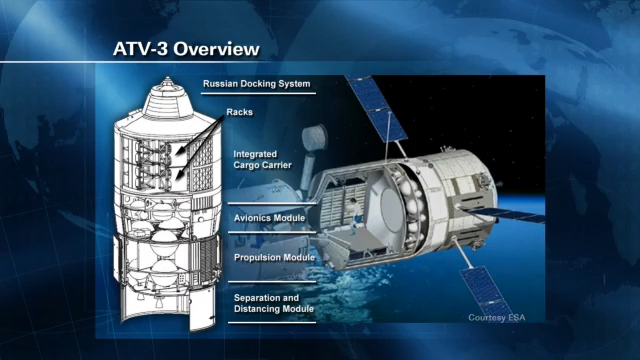 ATV-3 Overview
Russian Docking System
Racks
Integrated
Cargo Carrier
Avionics Module
Propulsion Module
Separation and
Distancing Module
Courtesy ESA